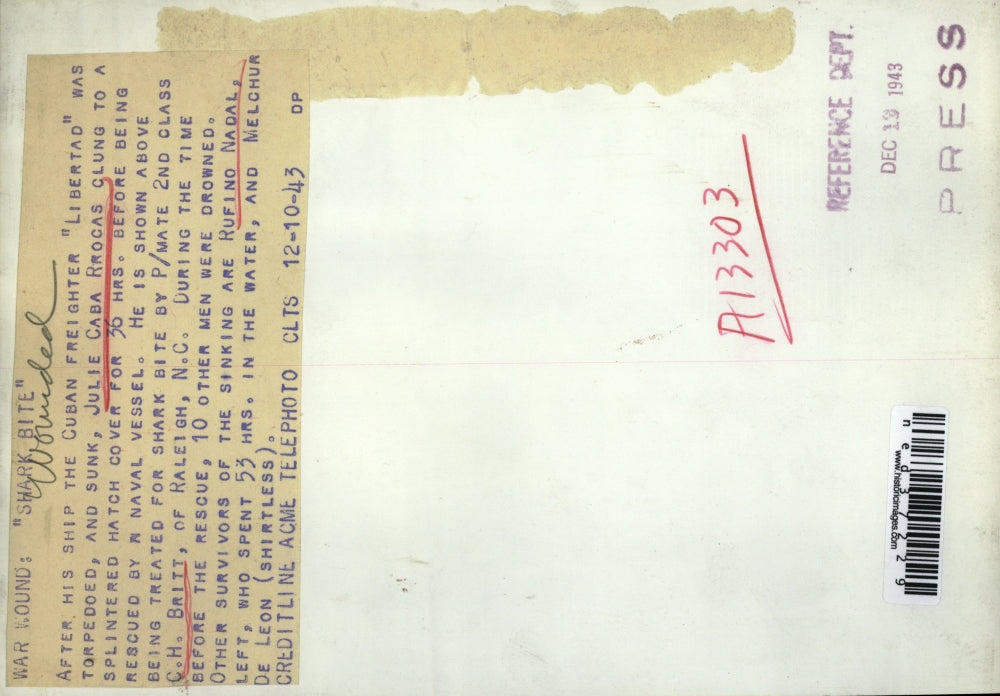 WAR WOUND: "SHARK BITE"
Wounded
AFTER HIS SHIP THE CUBAN FREIGHTER "LIBERTAD" WAS
TORPEDOED, AND SUNK, JULIE CABA RROCAS CLUNG TO A
SPLINTERED HATCH COVER FOR 36 HRS. BEFORE BEING
RESCUED BY A NAVAL VESSEL. HE IS SHOWN ABOVE
BEING TREATED FOR SHARK BITE BY P/MATE 2ND CLASS
C.H. BRITT, OF RALEIGH, N.C. DURING THE TIME
BEFORE THE RESCUE, 10 OTHER MEN WERE DROWNED.
OTHER SURVIVORS OF THE SINKING ARE RUFINO NADAL,
LEFT, WHO SPENT 53 HRS. IN THE WATER, AND MELCHUR
DE LEON (SHIRTLESS).
CREDITLINE ACME TELEPHOTO CLTS 12-10-43 DP
A13303
REFERENCE DEPT.
DEC 19 1943
PRESS
www.historicimages.com
ned37229